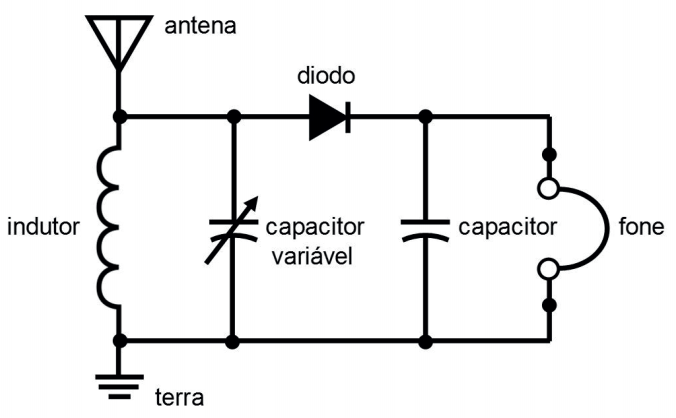 antena
diodo
indutor
capacitor
variável
capacitor
fone
terra